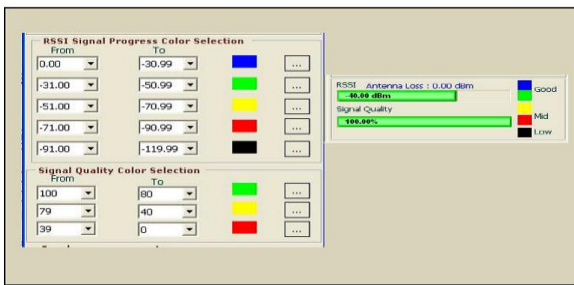 RSSI Signal Progress Color Selection
From To
0.00 -30.99 ...
-31.00 -50.99 ...
-51.00 -70.99 ...
-71.00 -90.99 ...
-91.00 -119.99 ...
Signal Quality Color Selection
From To
100 80 ...
79 40 ...
39 0 ...
RSSI Antenna Loss : 0.00 dBm
-40.00 dBm
Signal Quality
100.00%
Good
Mid
Low